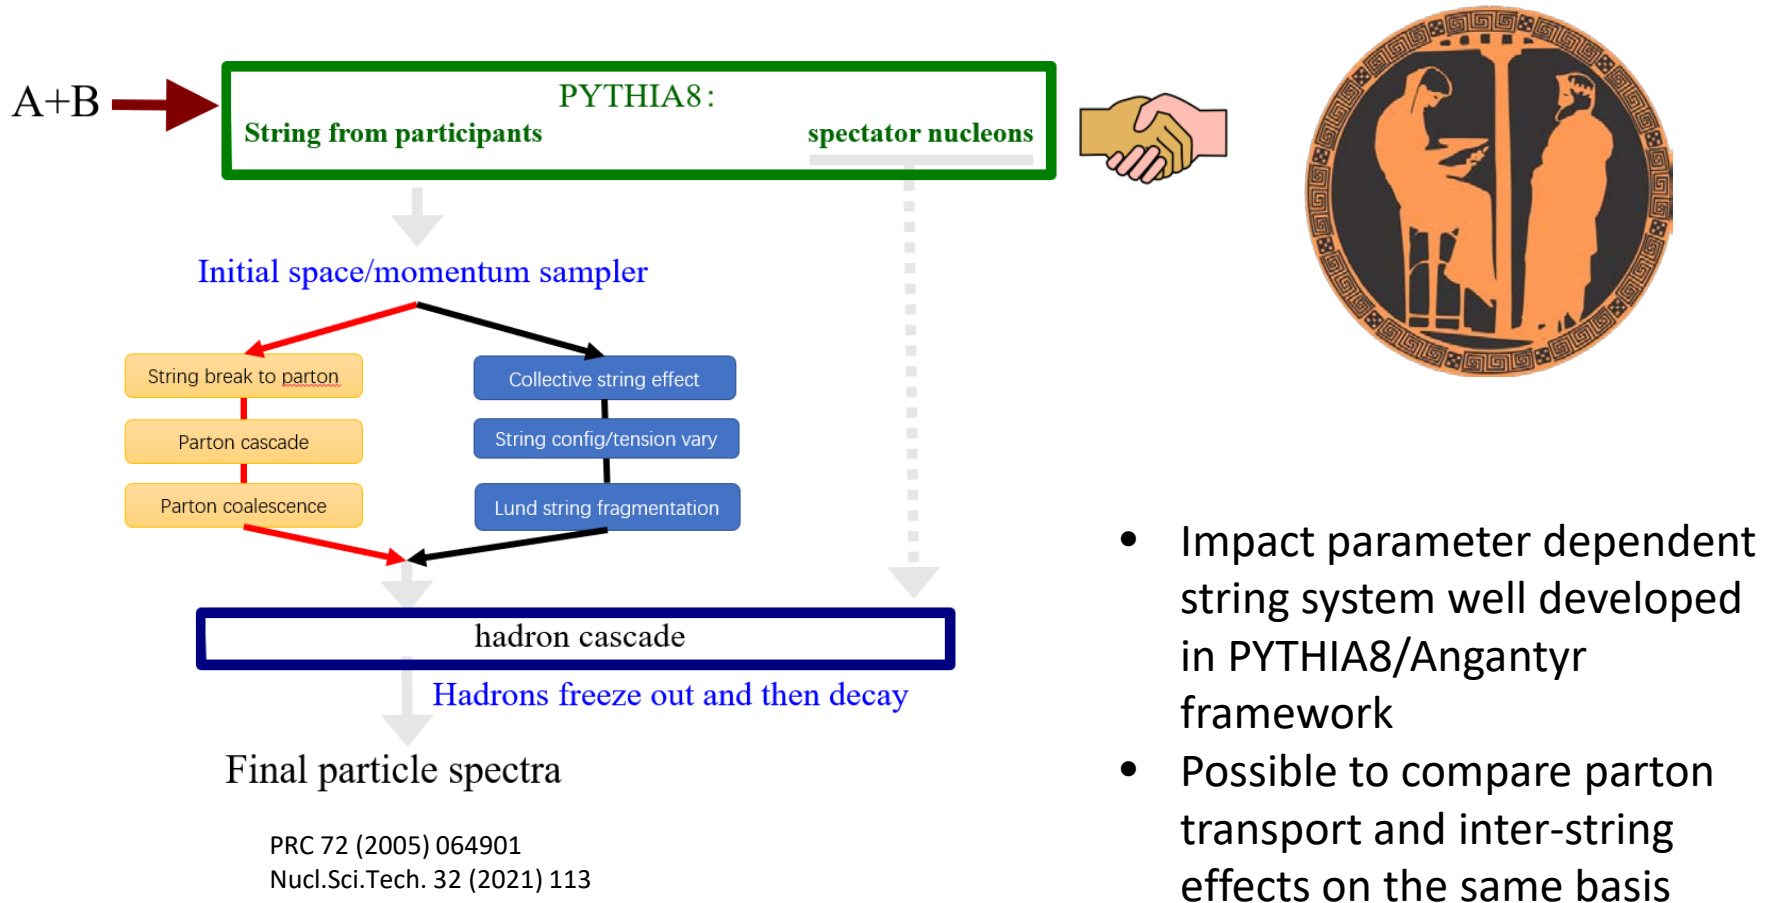 A+B
PYTHIA8:
String from participants
spectator nucleons
Initial space/momentum sampler
String break to parton
Parton cascade
Parton coalescence
Collective string effect
String config/tension vary
Lund string fragmentation
hadron cascade
Hadrons freeze out and then decay
Final particle spectra
PRC 72 (2005) 064901
Nucl.Sci.Tech. 32 (2021) 113
• Impact parameter dependent
string system well developed
in PYTHIA8/Angantyr
framework
• Possible to compare parton
transport and inter-string
effects on the same basis